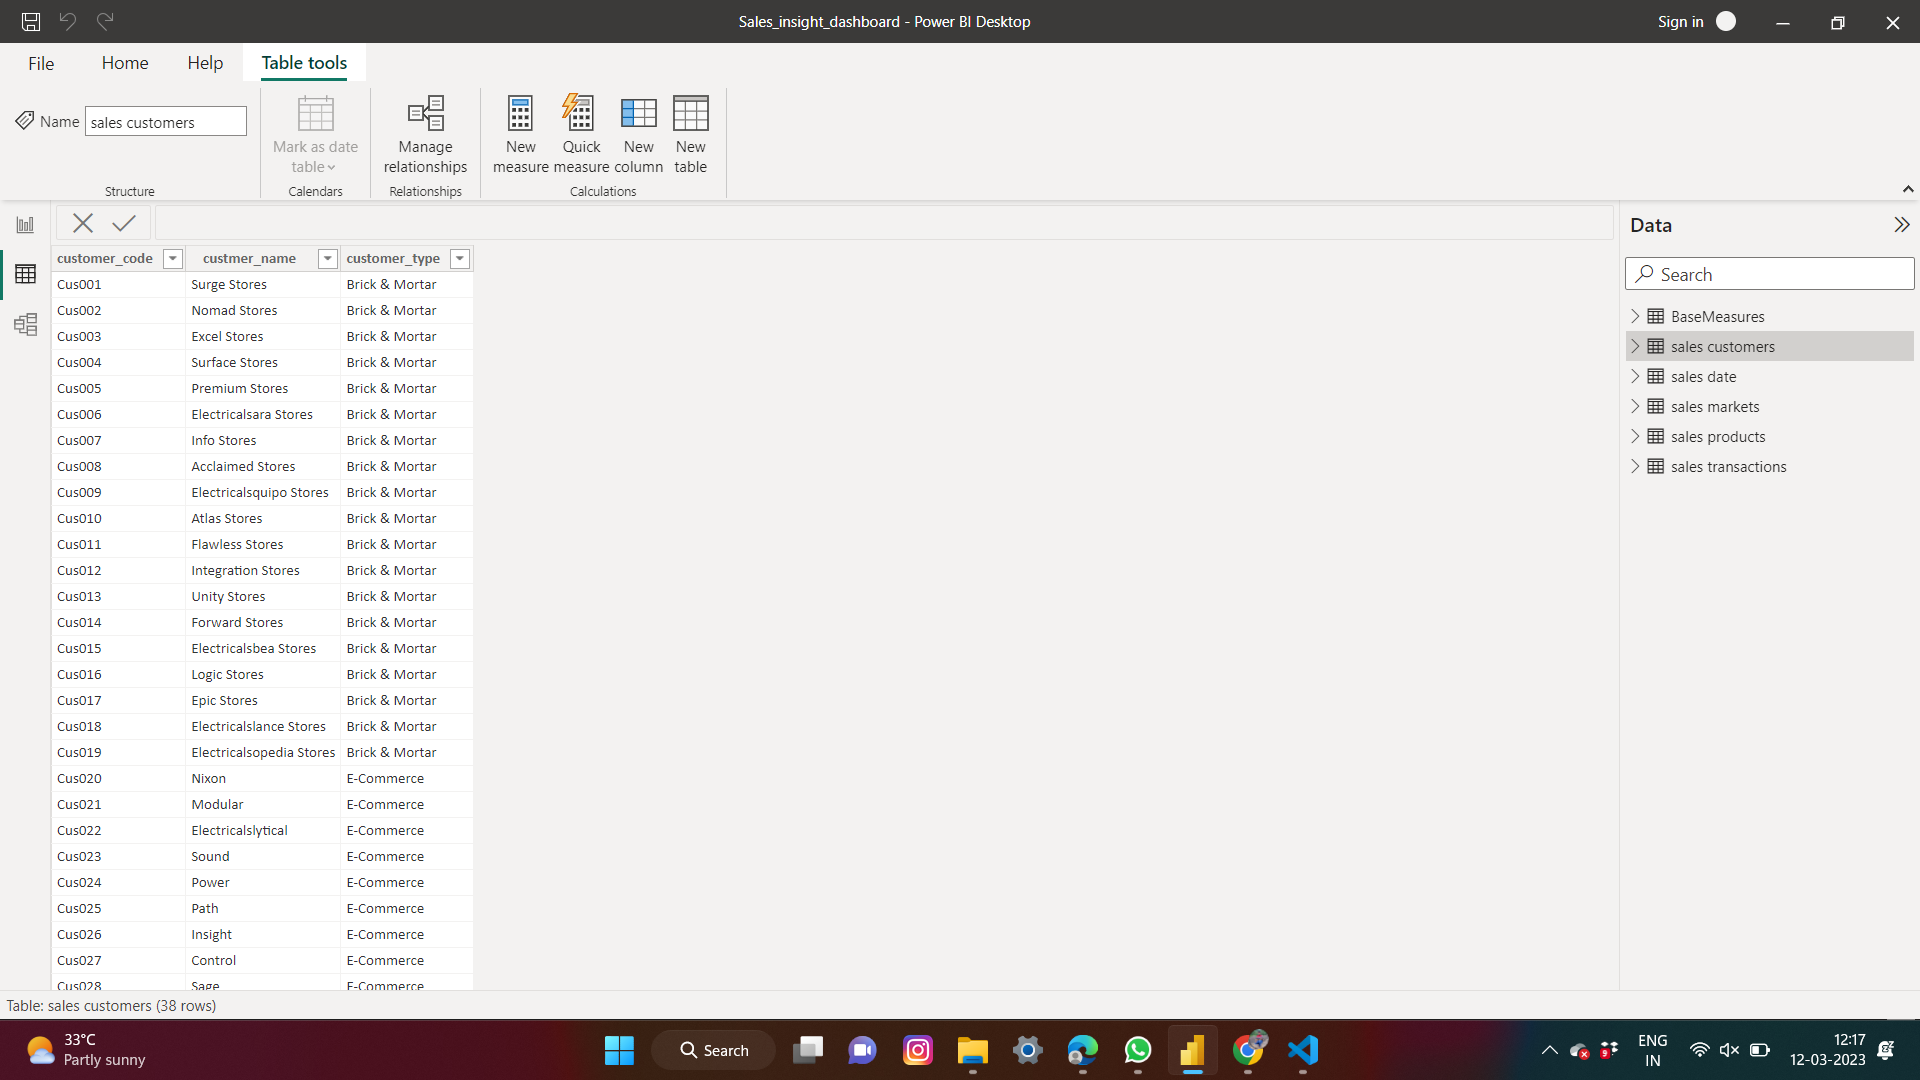 Sales_insight_dashboard - Power BI Desktop
Sign in
File Home Help Table tools
Name sales customers
Mark as date table
Manage relationships
New measure
Quick measure
New column
New table
Structure Calendars Relationships Calculations
Data
Search
BaseMeasures
sales customers
sales date
sales markets
sales products
sales transactions
customer_code custmer_name customer_type
Cus001 Surge Stores Brick & Mortar
Cus002 Nomad Stores Brick & Mortar
Cus003 Excel Stores Brick & Mortar
Cus004 Surface Stores Brick & Mortar
Cus005 Premium Stores Brick & Mortar
Cus006 Electricalsara Stores Brick & Mortar
Cus007 Info Stores Brick & Mortar
Cus008 Acclaimed Stores Brick & Mortar
Cus009 Electricalsquipo Stores Brick & Mortar
Cus010 Atlas Stores Brick & Mortar
Cus011 Flawless Stores Brick & Mortar
Cus012 Integration Stores Brick & Mortar
Cus013 Unity Stores Brick & Mortar
Cus014 Forward Stores Brick & Mortar
Cus015 Electricalsbea Stores Brick & Mortar
Cus016 Logic Stores Brick & Mortar
Cus017 Epic Stores Brick & Mortar
Cus018 Electricalslance Stores Brick & Mortar
Cus019 Electricalsopedia Stores Brick & Mortar
Cus020 Nixon E-Commerce
Cus021 Modular E-Commerce
Cus022 Electricalslytical E-Commerce
Cus023 Sound E-Commerce
Cus024 Power E-Commerce
Cus025 Path E-Commerce
Cus026 Insight E-Commerce
Cus027 Control E-Commerce
Cus028 Sage E-Commerce
Table: sales customers (38 rows)
33°C
Partly sunny
Search
9
ENG
IN
12:17
12-03-2023